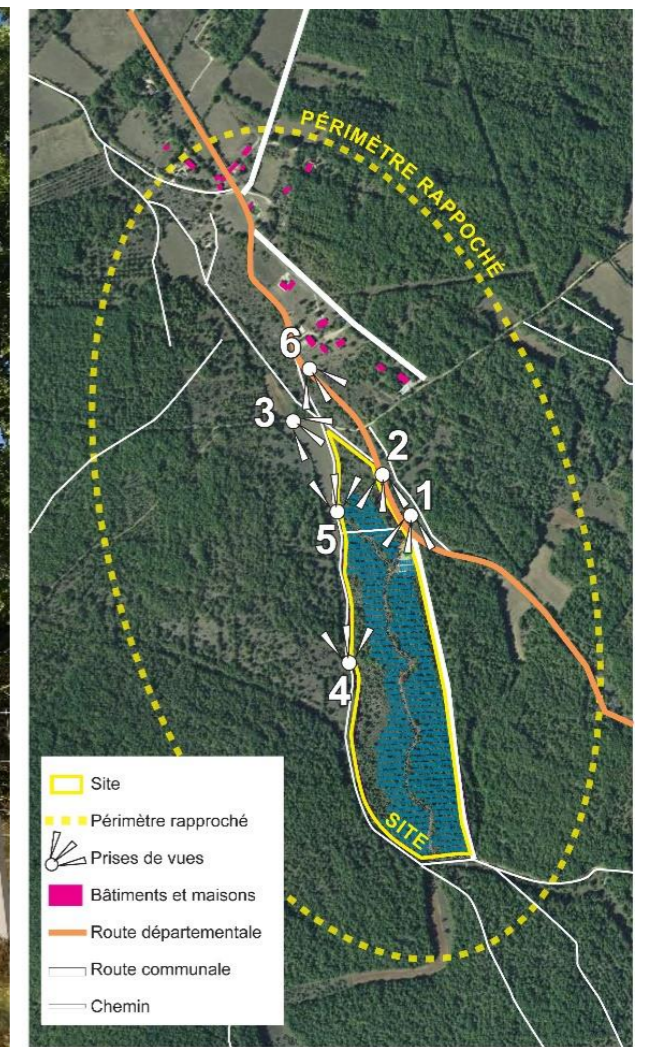 PÉRIMÈTRE RAPPOCHÉ
6
3
2
1
5
4
SITE
Site
Périmètre rapproché
Prises de vues
Bâtiments et maisons
Route départementale
Route communale
Chemin